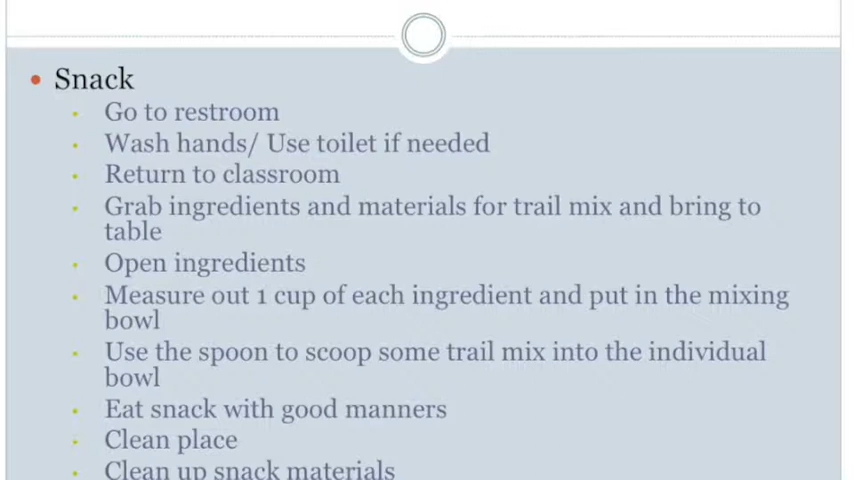 Snack
Go to restroom
Wash hands/ Use toilet if needed
Return to classroom
Grab ingredients and materials for trail mix and bring to
table
Open ingredients
Measure out 1 cup of each ingredient and put in the mixing
bowl
Use the spoon to scoop some trail mix into the individual
bowl
Eat snack with good manners
Clean place
Clean up snack materials